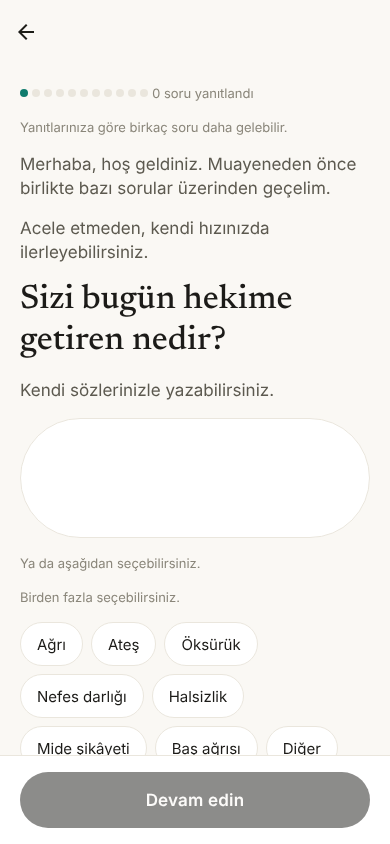 0 soru yanıtlandı
Yanıtlarınıza göre birkaç soru daha gelebilir.
Merhaba, hoş geldiniz. Muayeneden önce
birlikte bazı sorular üzerinden geçelim.
Acele etmeden, kendi hızınızda
ilerleyebilirsiniz.
Sizi bugün hekime
getiren nedir?
Kendi sözlerinizle yazabilirsiniz.
Ya da aşağıdan seçebilirsiniz.
Birden fazla seçebilirsiniz.
Ağrı Ateş Öksürük
Nefes darlığı Halsizlik
Mide şikâyeti Baş ağrısı Diğer
Devam edin